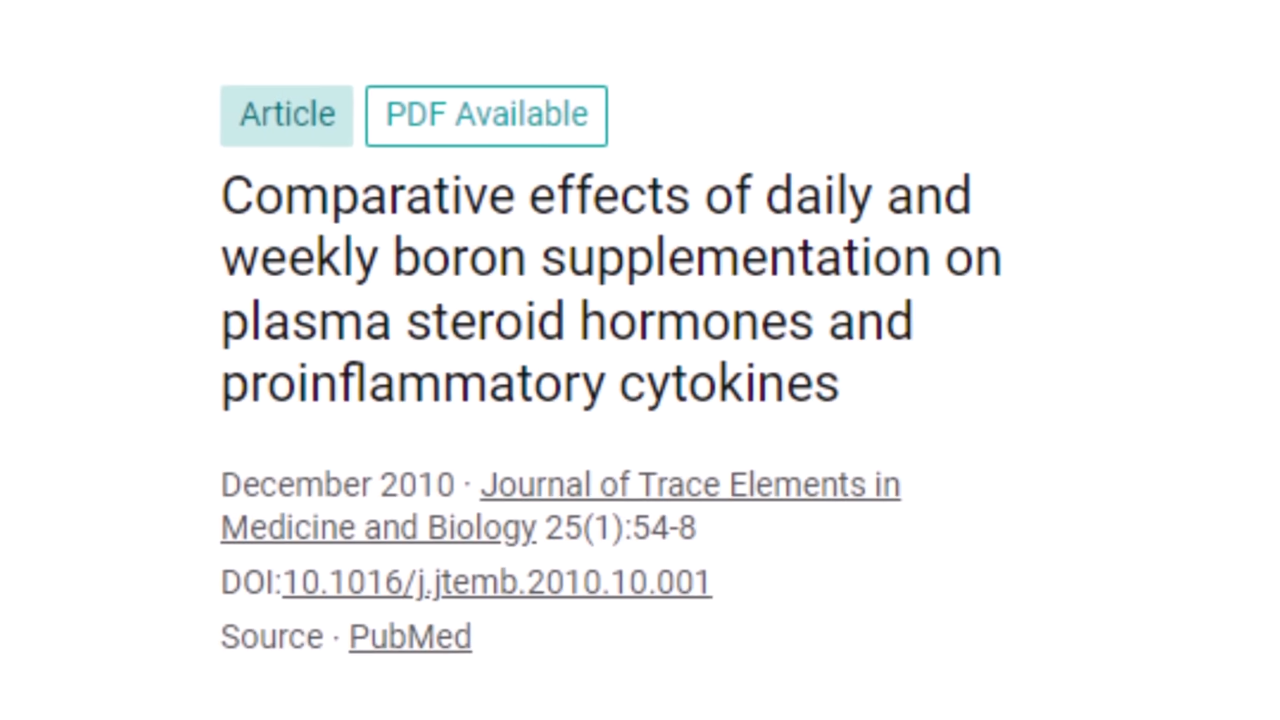 Article PDF Available
Comparative effects of daily and
weekly boron supplementation on
plasma steroid hormones and
proinflammatory cytokines
December 2010 · Journal of Trace Elements in
Medicine and Biology 25(1):54-8
DOI:10.1016/j.jtemb.2010.10.001
Source · PubMed